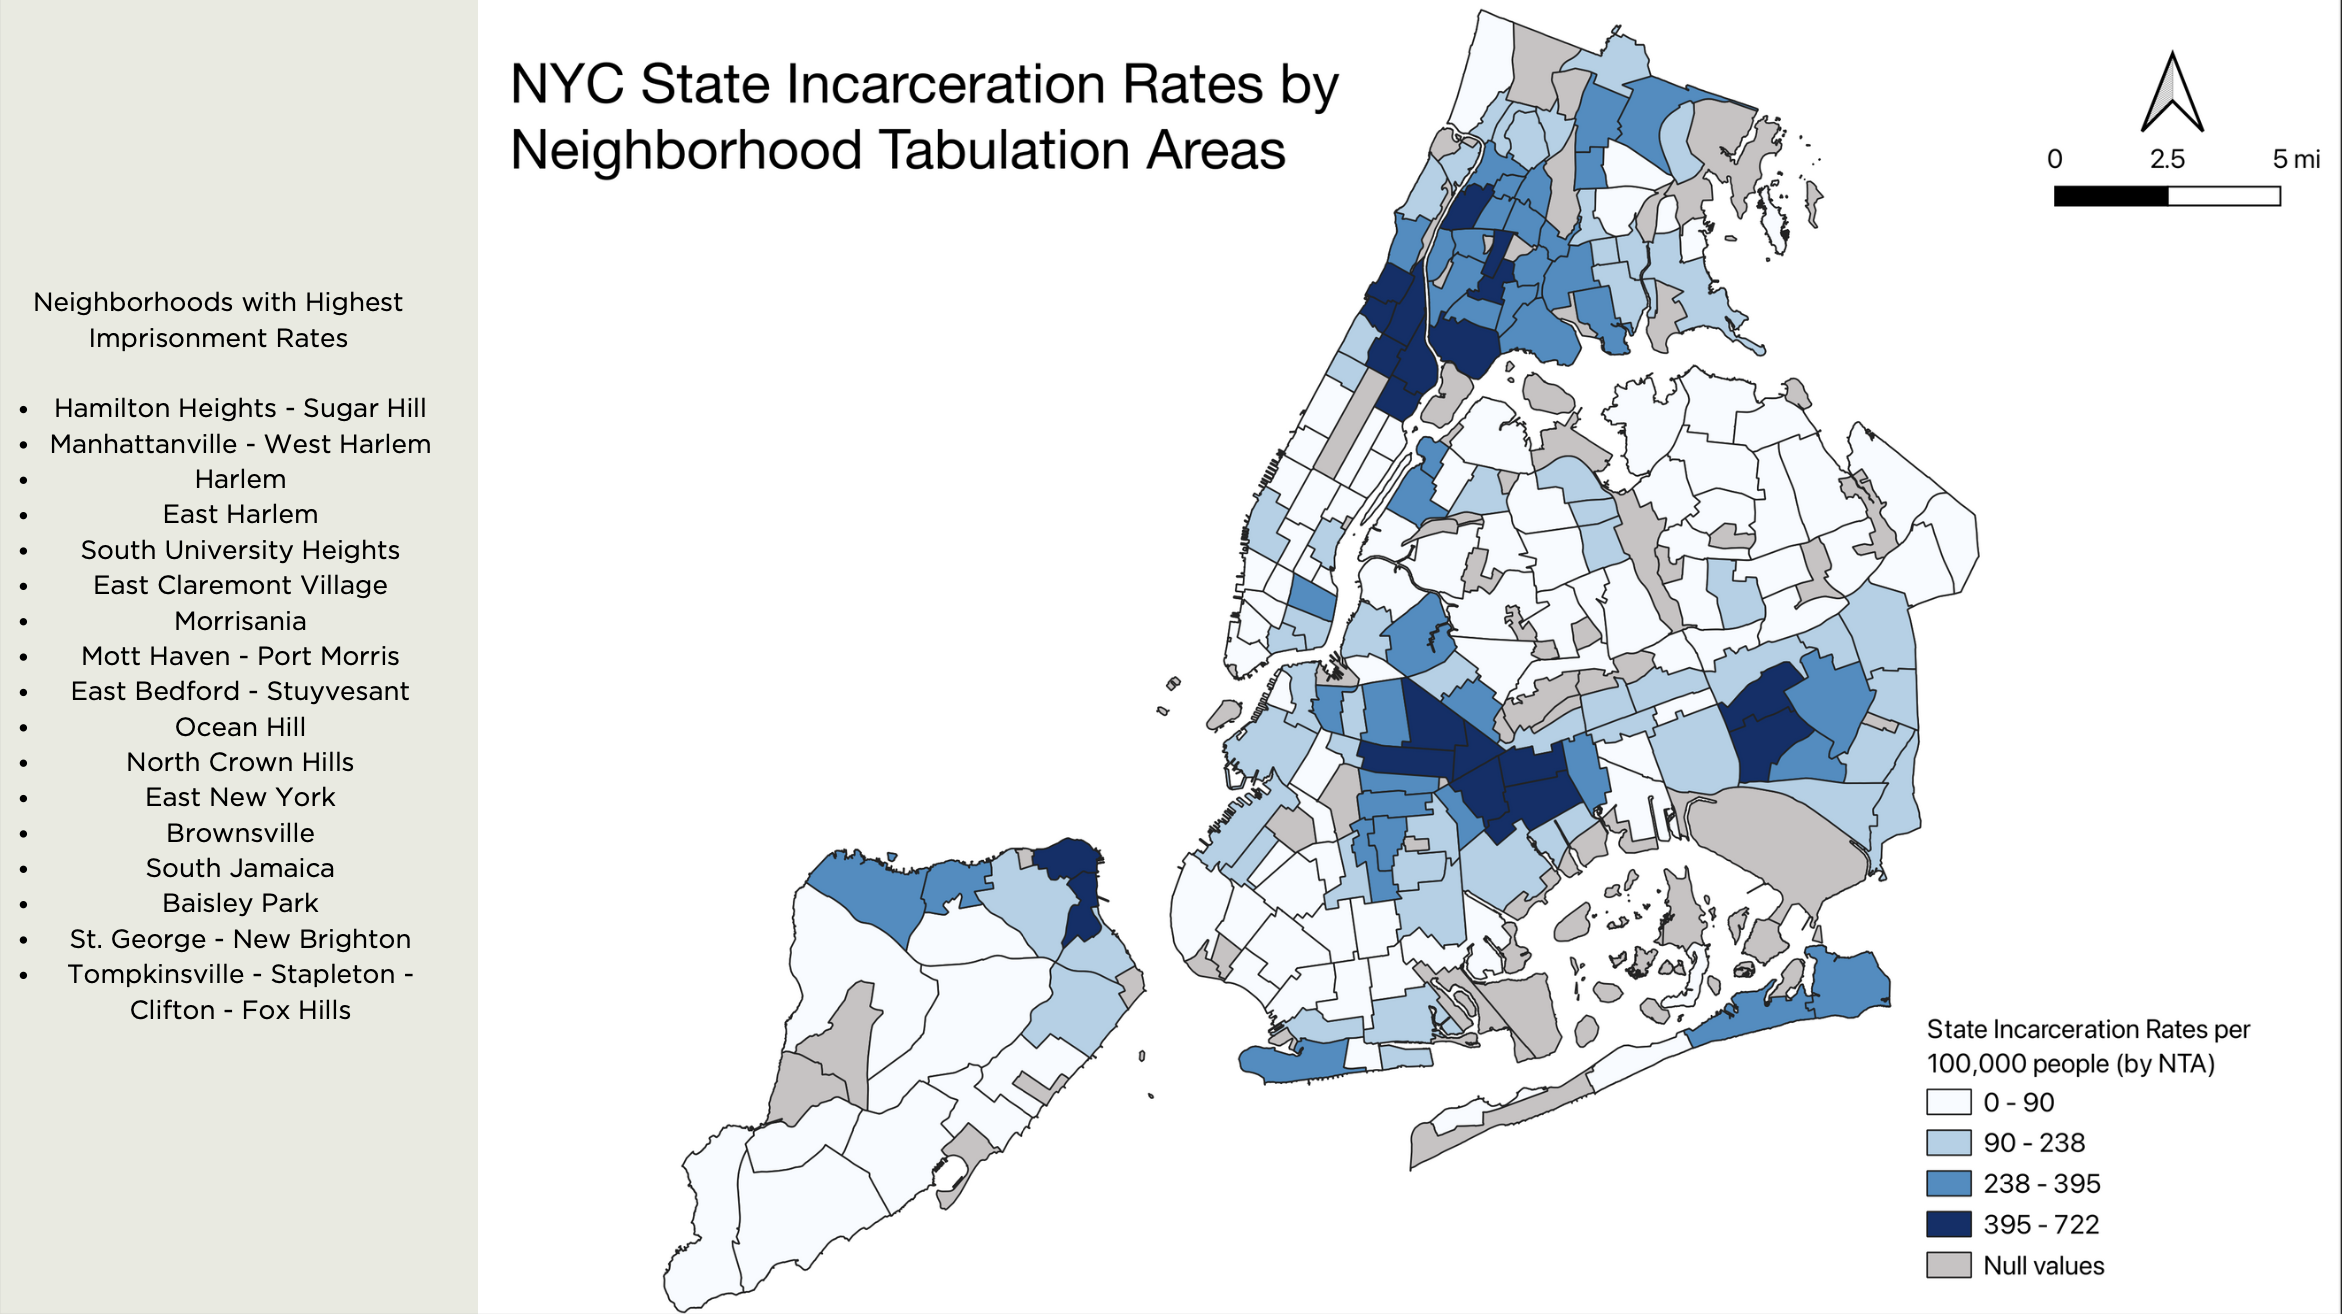 NYC State Incarceration Rates by
Neighborhood Tabulation Areas
0 2.5 5 mi
Neighborhoods with Highest
Imprisonment Rates
• Hamilton Heights - Sugar Hill
• Manhattanville - West Harlem
• Harlem
• East Harlem
• South University Heights
• East Claremont Village
• Morrisania
• Mott Haven - Port Morris
• East Bedford - Stuyvesant
• Ocean Hill
• North Crown Hills
• East New York
• Brownsville
• South Jamaica
• Baisley Park
• St. George - New Brighton
• Tompkinsville - Stapleton -
Clifton - Fox Hills
State Incarceration Rates per
100,000 people (by NTA)
0 - 90
90 - 238
238 - 395
395 - 722
Null values